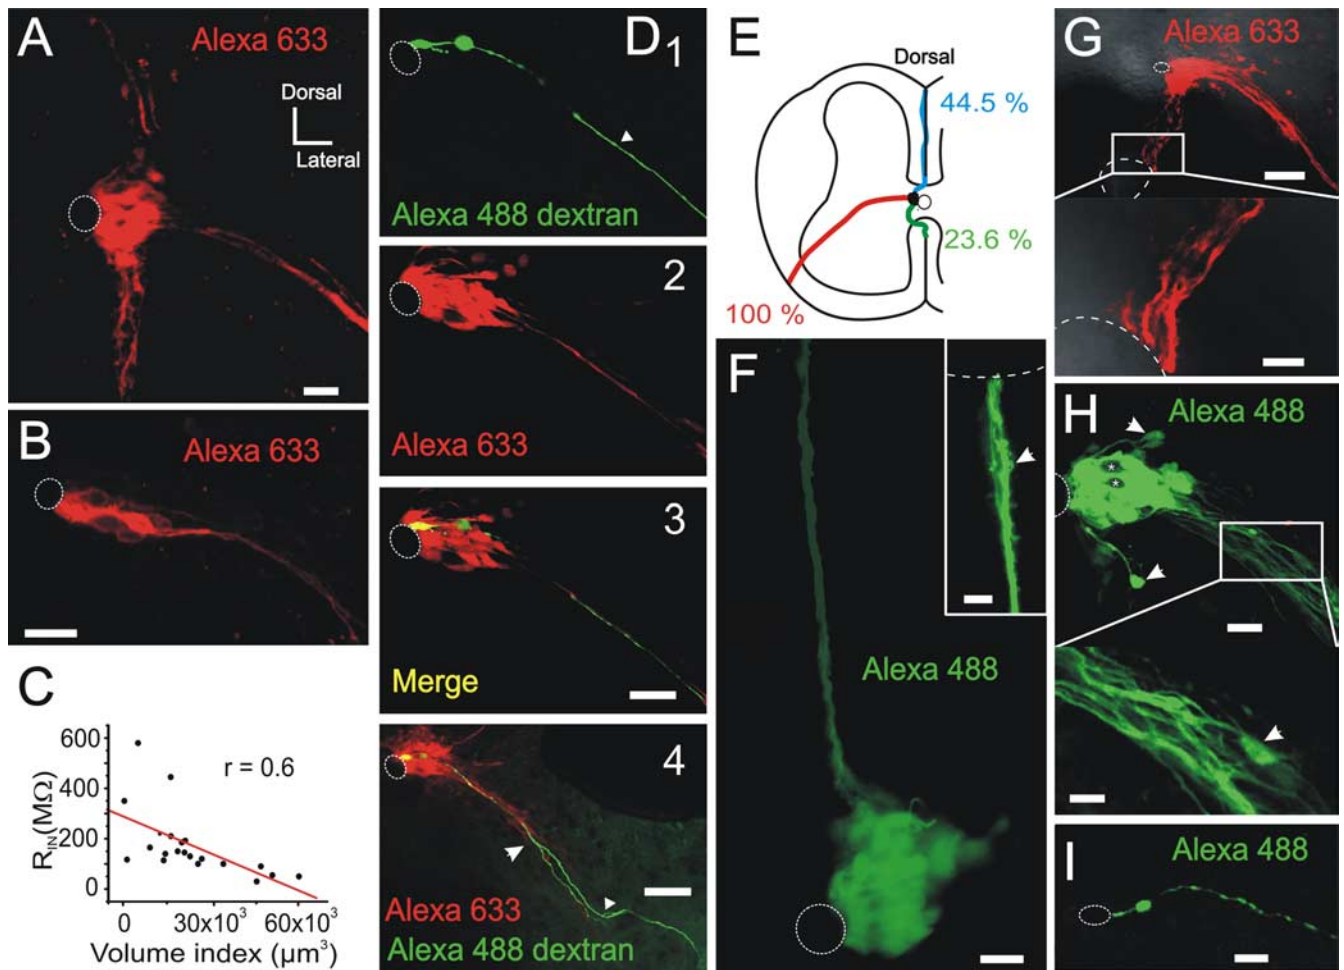 A
Alexa 633
Dorsal
Lateral
B
Alexa 633
C
R_IN(MΩ)
600
400
200
0
r = 0.6
0
30x10³
60x10³
Volume index (μm³)
D1
Alexa 488 dextran
2
Alexa 633
3
Merge
4
Alexa 633
Alexa 488 dextran
E
Dorsal
44.5 %
23.6 %
100 %
F
Alexa 488
G
Alexa 633
H
Alexa 488
*
*
I
Alexa 488